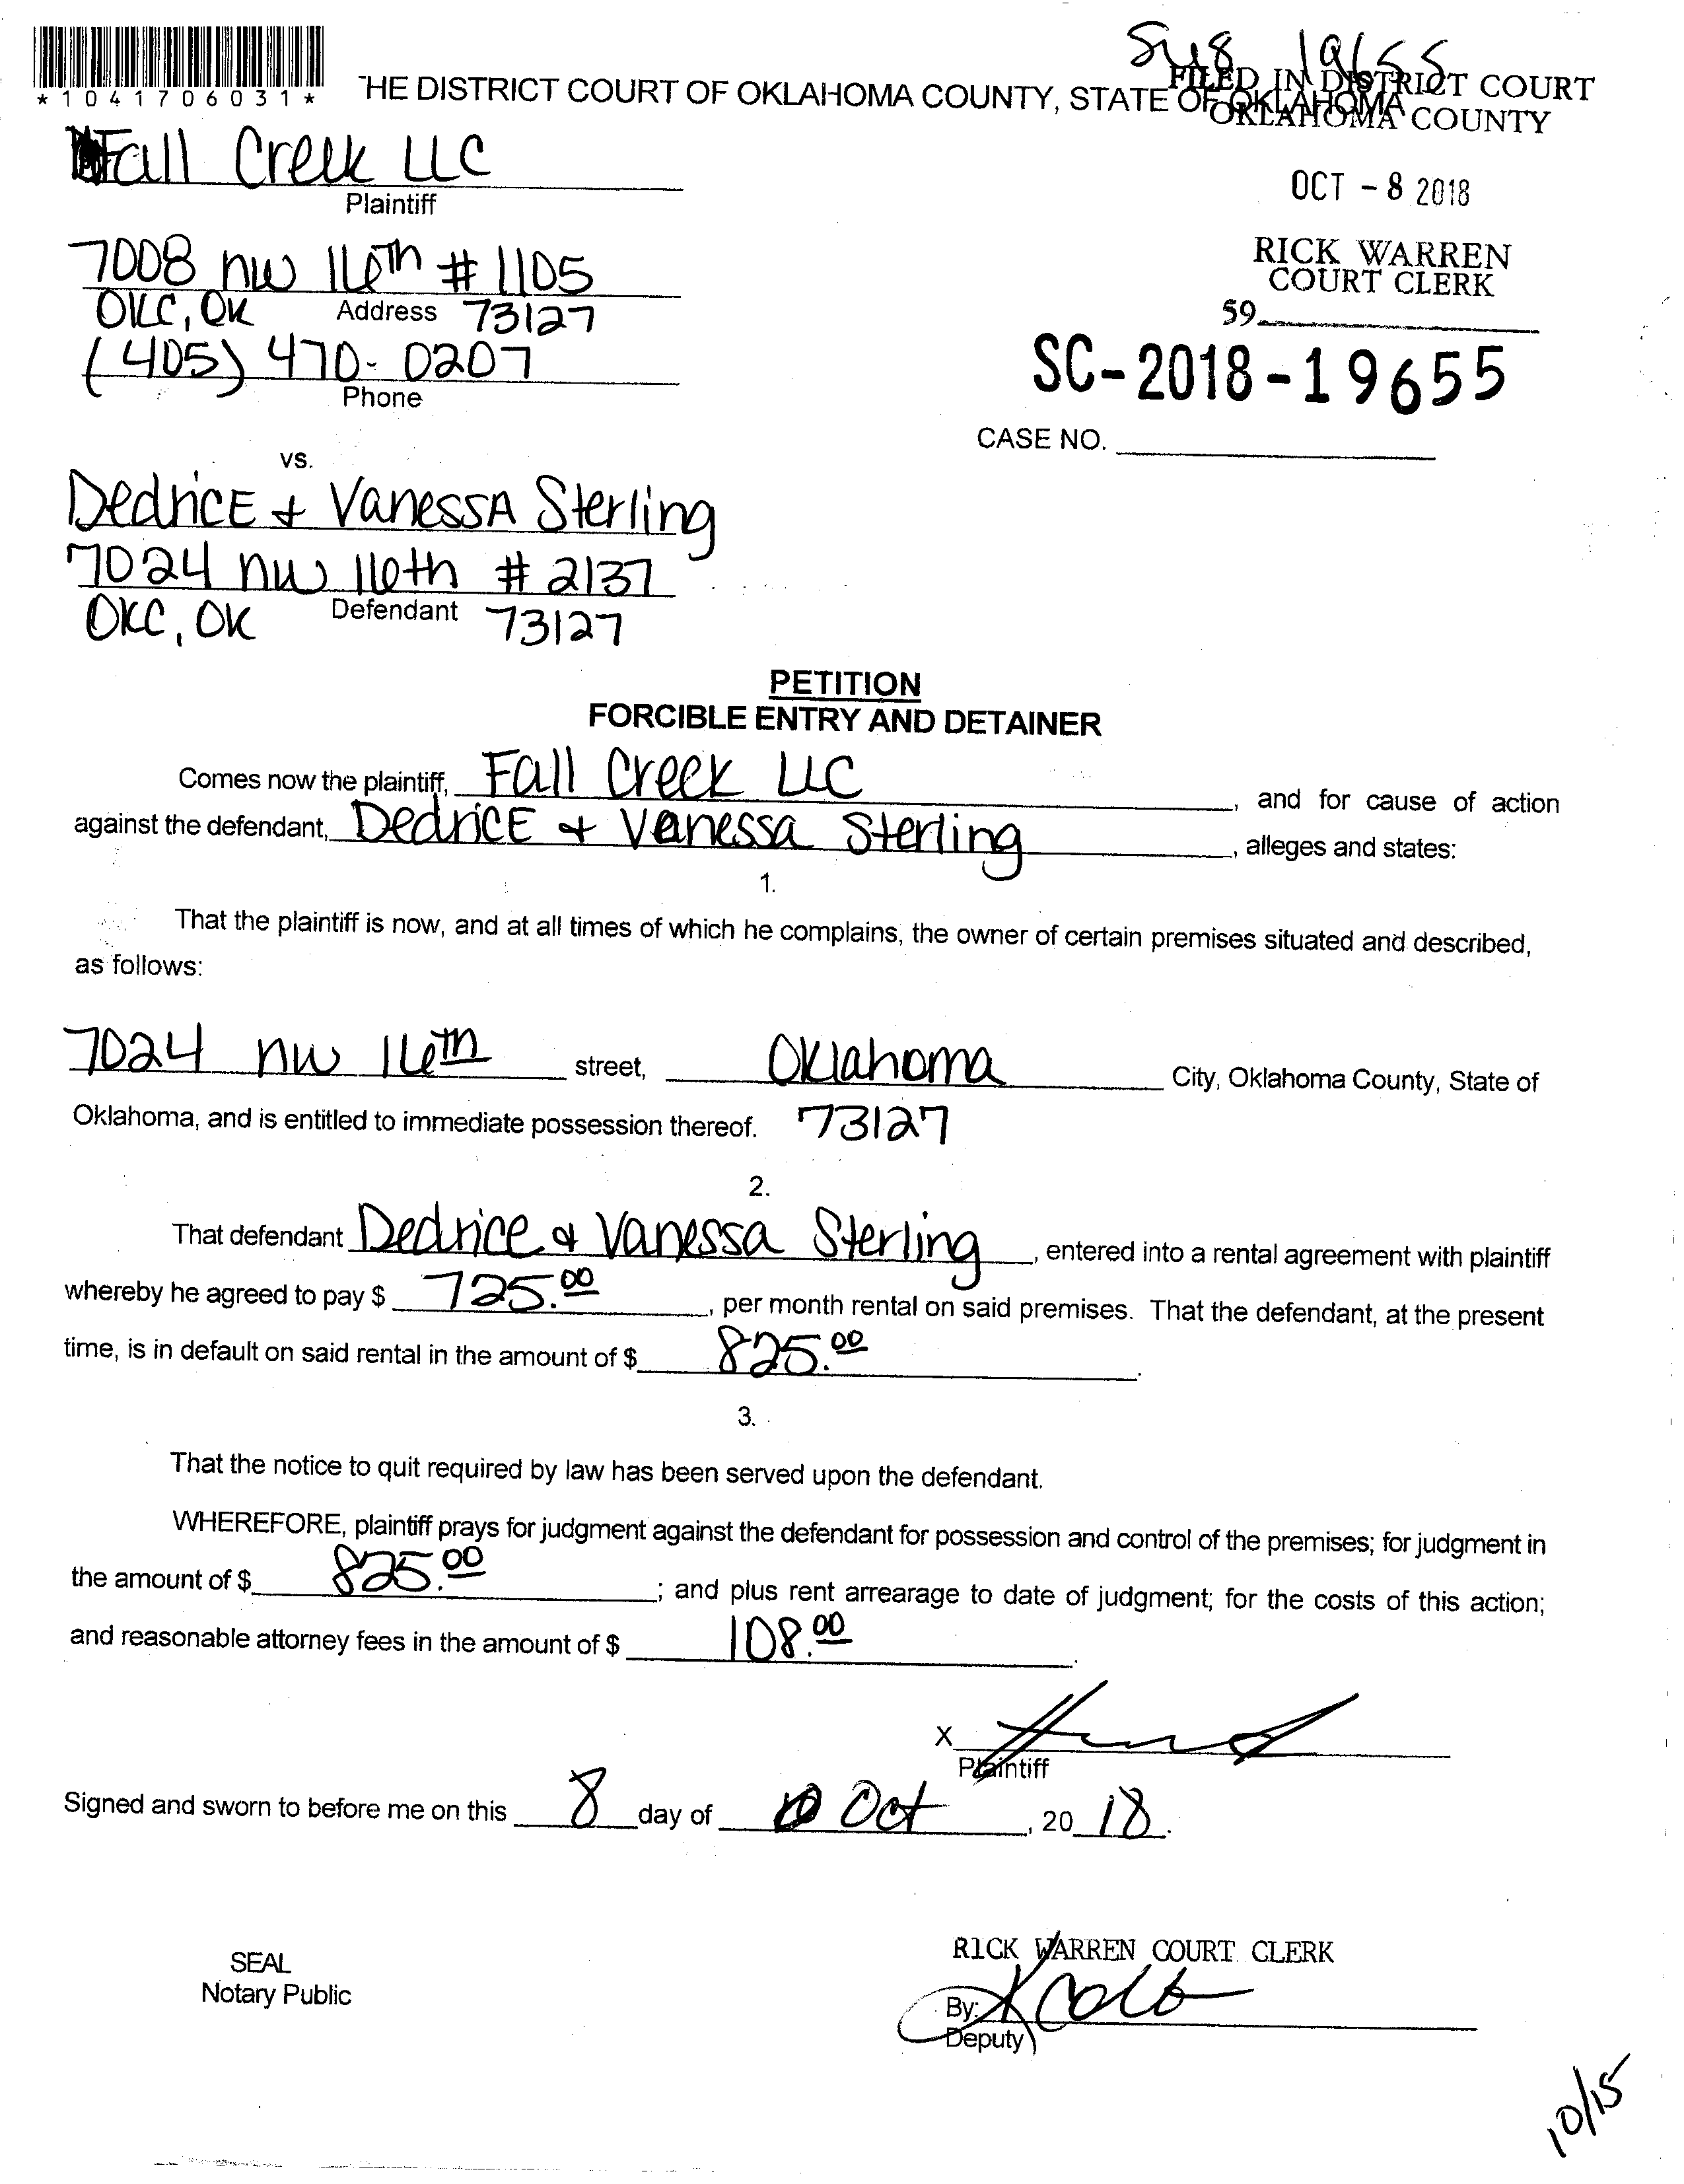 Sy8 19655
*1041706031*
HE DISTRICT COURT OF OKLAHOMA COUNTY, STATE OF OKLAHOMA
FILED IN DISTRICT COURT
OKLAHOMA COUNTY
Fall Creek LLC
Plaintiff
OCT -8 2018
7008 NW 16th # 1105
OKC, OK Address 73127
RICK WARREN
COURT CLERK
59
(405) 470-0207
Phone
SC-2018-19655
CASE NO.
vs.
DedricE + VanessA Sterling
7024 NW 16th # 2137
OKC, OK Defendant 73127
PETITION
FORCIBLE ENTRY AND DETAINER
Comes now the plaintiff, Fall Creek LLC, and for cause of action
against the defendant, DedricE + Vanessa Sterling, alleges and states:
1.
That the plaintiff is now, and at all times of which he complains, the owner of certain premises situated and described,
as follows:
7024 NW 16th street, Oklahoma City, Oklahoma County, State of
Oklahoma, and is entitled to immediate possession thereof. 73127
2.
That defendant Dedrice & Vanessa Sterling, entered into a rental agreement with plaintiff
whereby he agreed to pay $ 725.00, per month rental on said premises. That the defendant, at the present
time, is in default on said rental in the amount of $ 825.00.
3.
That the notice to quit required by law has been served upon the defendant.
WHEREFORE, plaintiff prays for judgment against the defendant for possession and control of the premises; for judgment in
the amount of $ 825.00; and plus rent arrearage to date of judgment; for the costs of this action;
and reasonable attorney fees in the amount of $ 108.00.
X
Plaintiff
Signed and sworn to before me on this 8 day of Oct, 20 18.
SEAL
Notary Public
RICK WARREN COURT CLERK
By:
Deputy
10/15